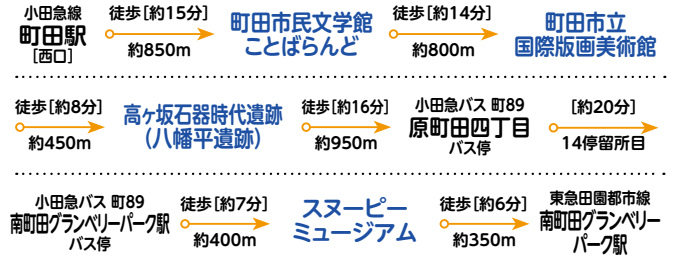 小田急線
町田駅
[西口]
徒歩[約15分]
約850m
町田市民文学館
ことばらんど
徒歩[約14分]
約800m
町田市立
国際版画美術館
徒歩[約8分]
約450m
高ヶ坂石器時代遺跡
(八幡平遺跡)
徒歩[約16分]
約950m
小田急バス 町89
原町田四丁目
バス停
[約20分]
14停留所目
小田急バス 町89
南町田グランベリーパーク駅
バス停
徒歩[約7分]
約400m
スヌーピー
ミュージアム
徒歩[約6分]
約350m
東急田園都市線
南町田グランベリー
パーク駅